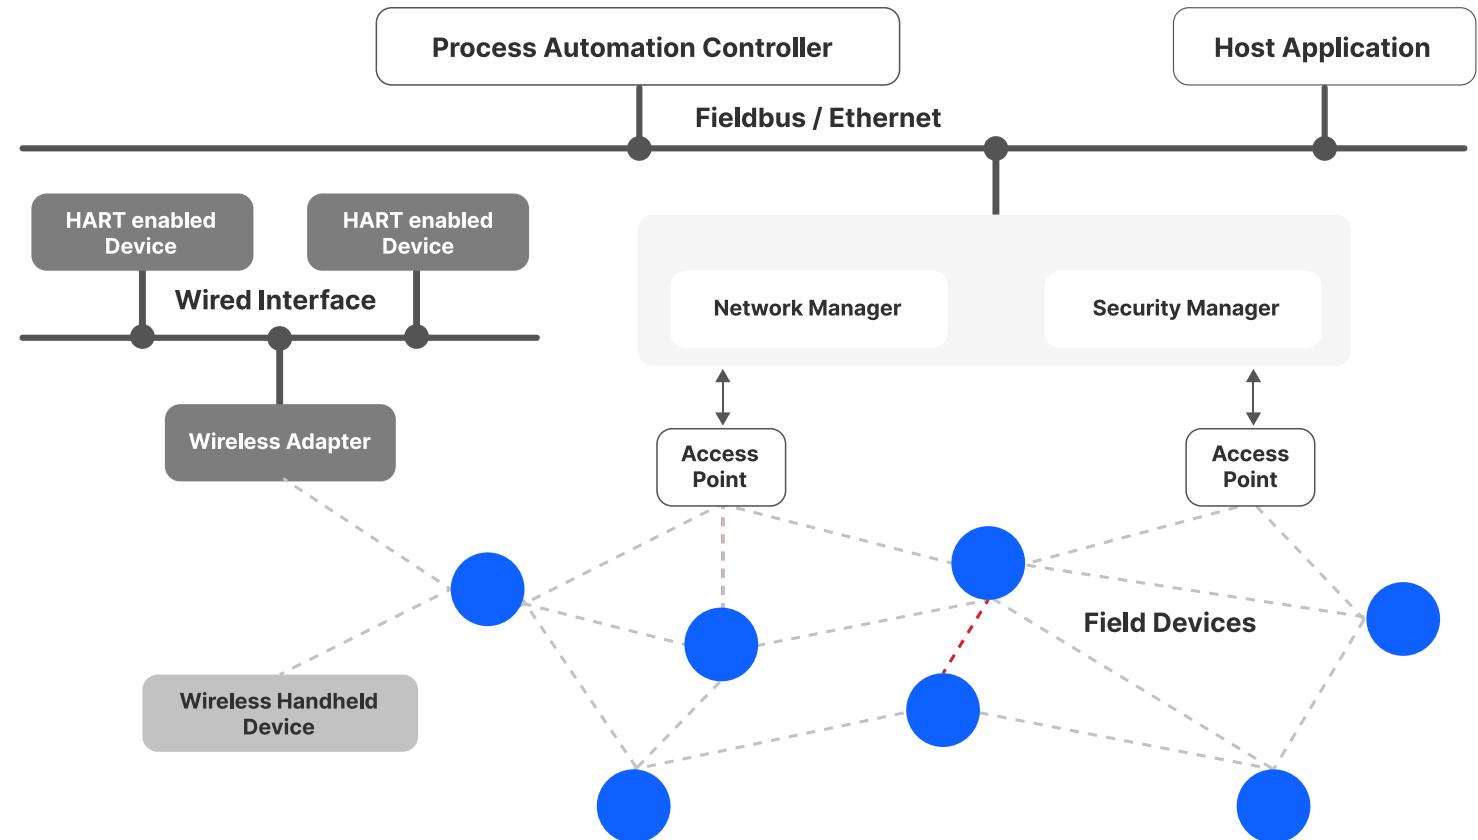 Process Automation Controller
Host Application
Fieldbus / Ethernet
HART enabled
Device
HART enabled
Device
Wired Interface
Network Manager
Security Manager
Wireless Adapter
Access
Point
Access
Point
Field Devices
Wireless Handheld
Device